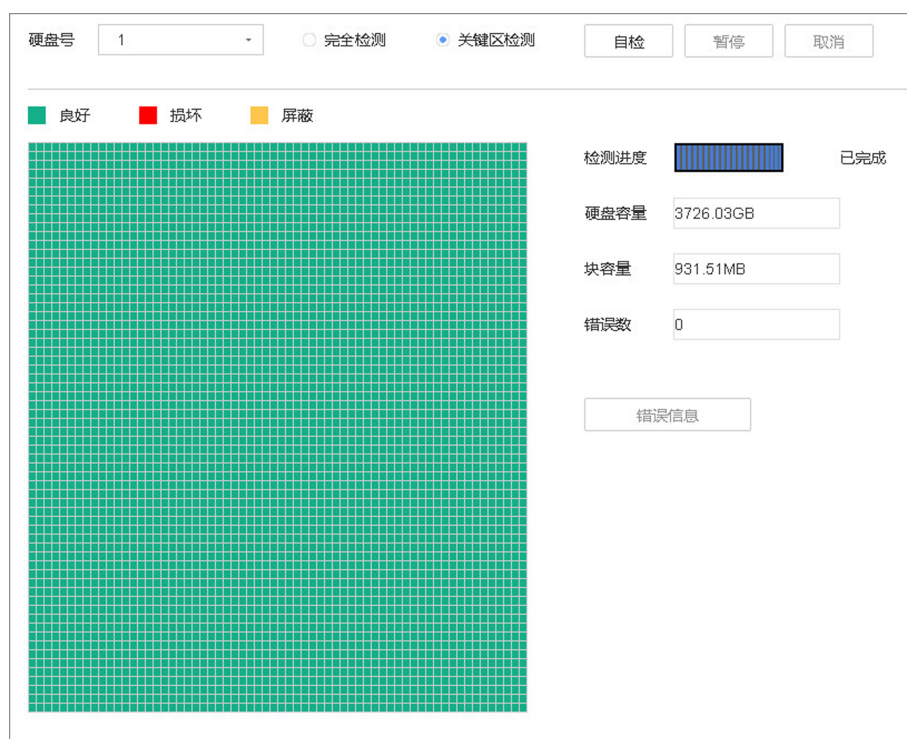 硬盘号 1 完全检测 关键区检测 自检 暂停 取消
良好 损坏 屏蔽
检测进度 已完成
硬盘容量 3726.03GB
块容量 931.51MB
错误数 0
错误信息